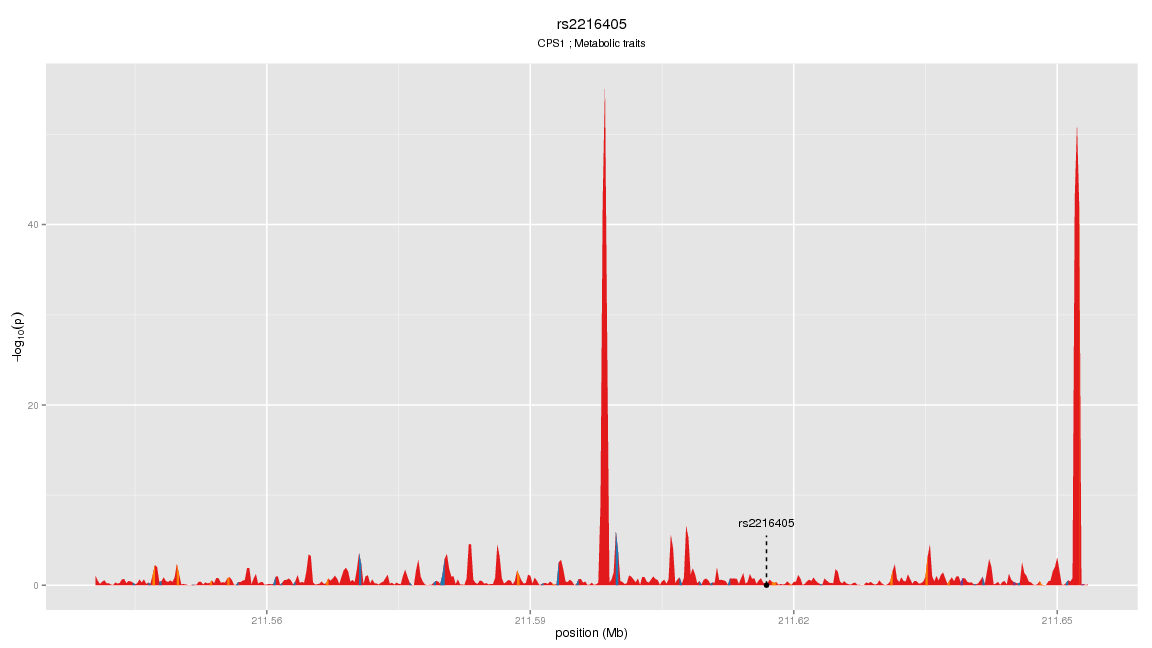 rs2216405
CPS1 ; Metabolic traits
−log10(p)
40
20
0
rs2216405
211.56 211.59 211.62 211.65
position (Mb)